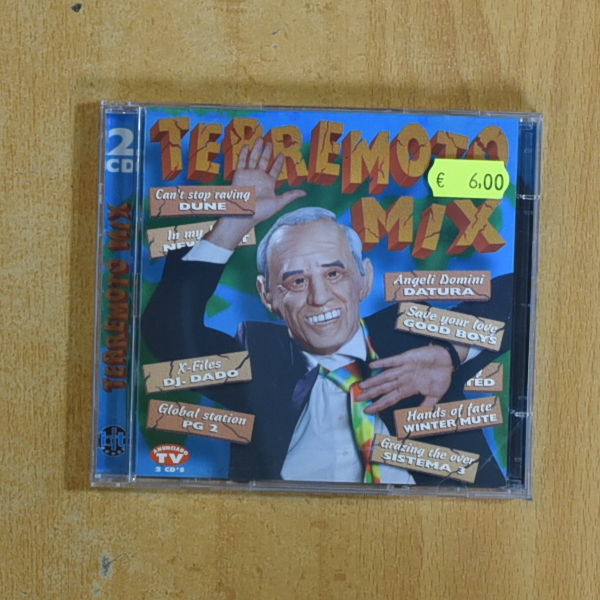 2
CD
TERREMOTO MIX
TERREMOTO
MIX
€ 6,00
Can't stop raving
DUNE
In my
Angeli Domini
DATURA
Save your love
GOOD BOYS
X-Files
DJ. DADO
Hands of fate
WINTER MUTE
Global station
PG 2
Grazing the over
SISTEMA 3
ANUNCIADO
TV
2 CD'S